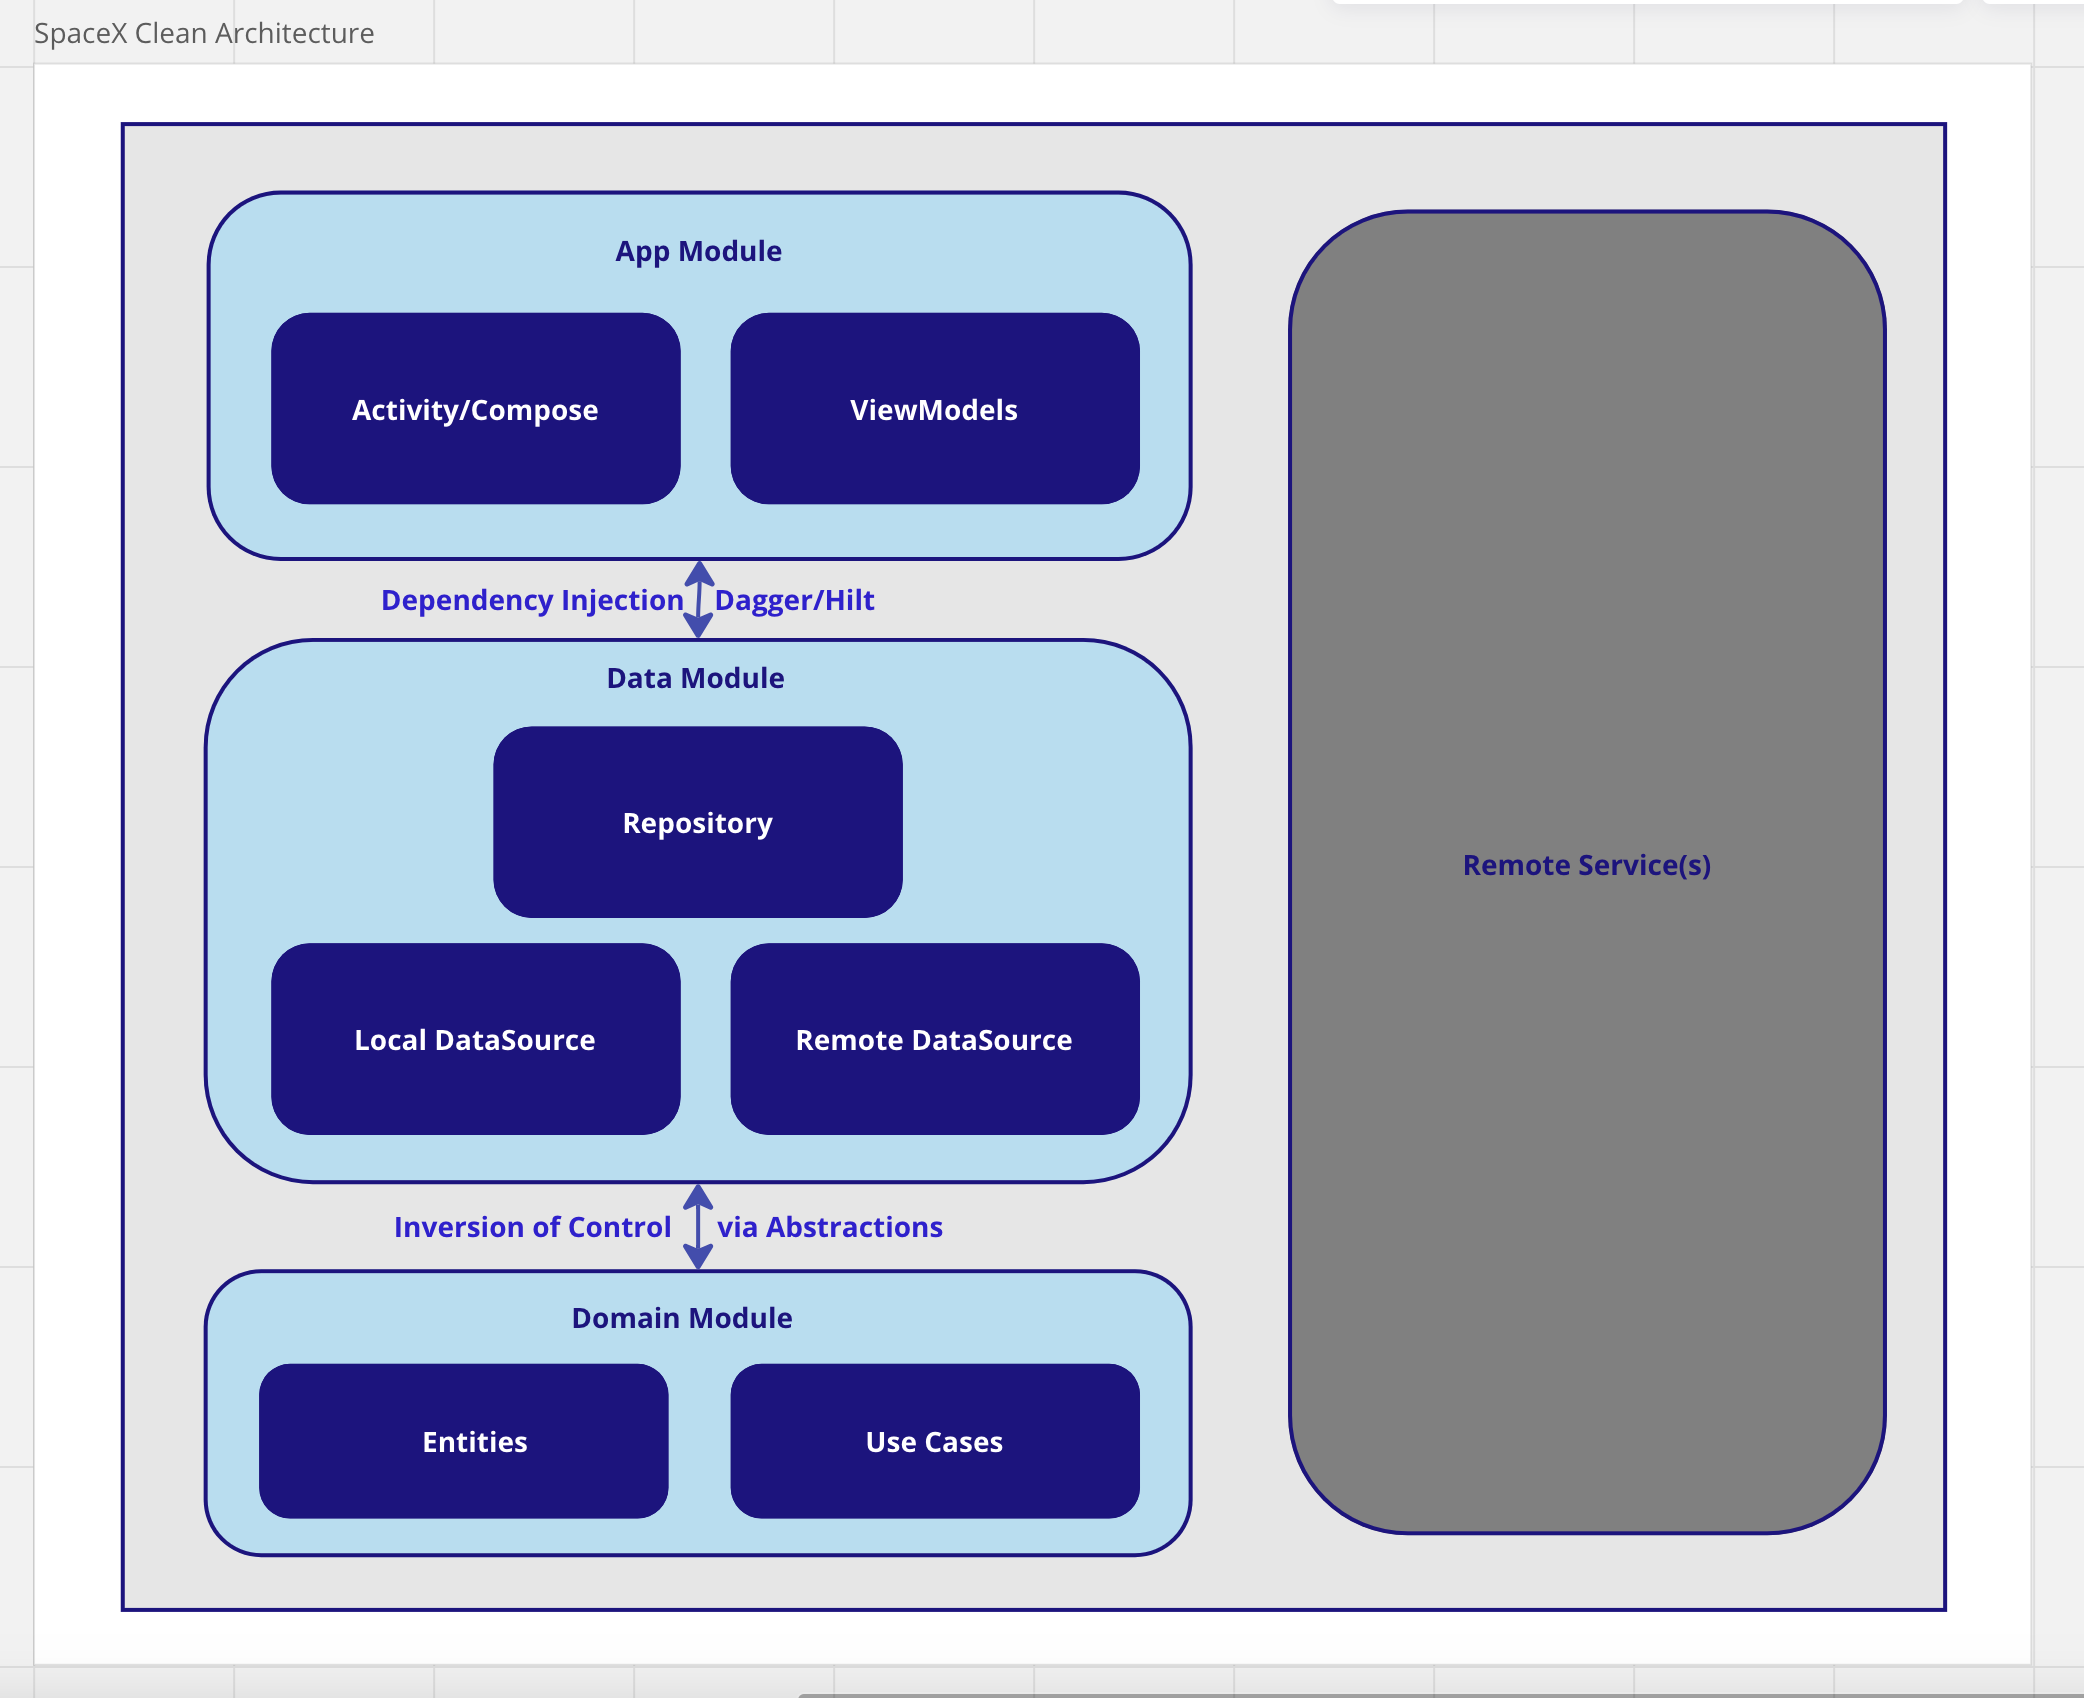 SpaceX Clean Architecture
App Module
Activity/Compose
ViewModels
Dependency Injection
Dagger/Hilt
Data Module
Repository
Local DataSource
Remote DataSource
Inversion of Control
via Abstractions
Domain Module
Entities
Use Cases
Remote Service(s)